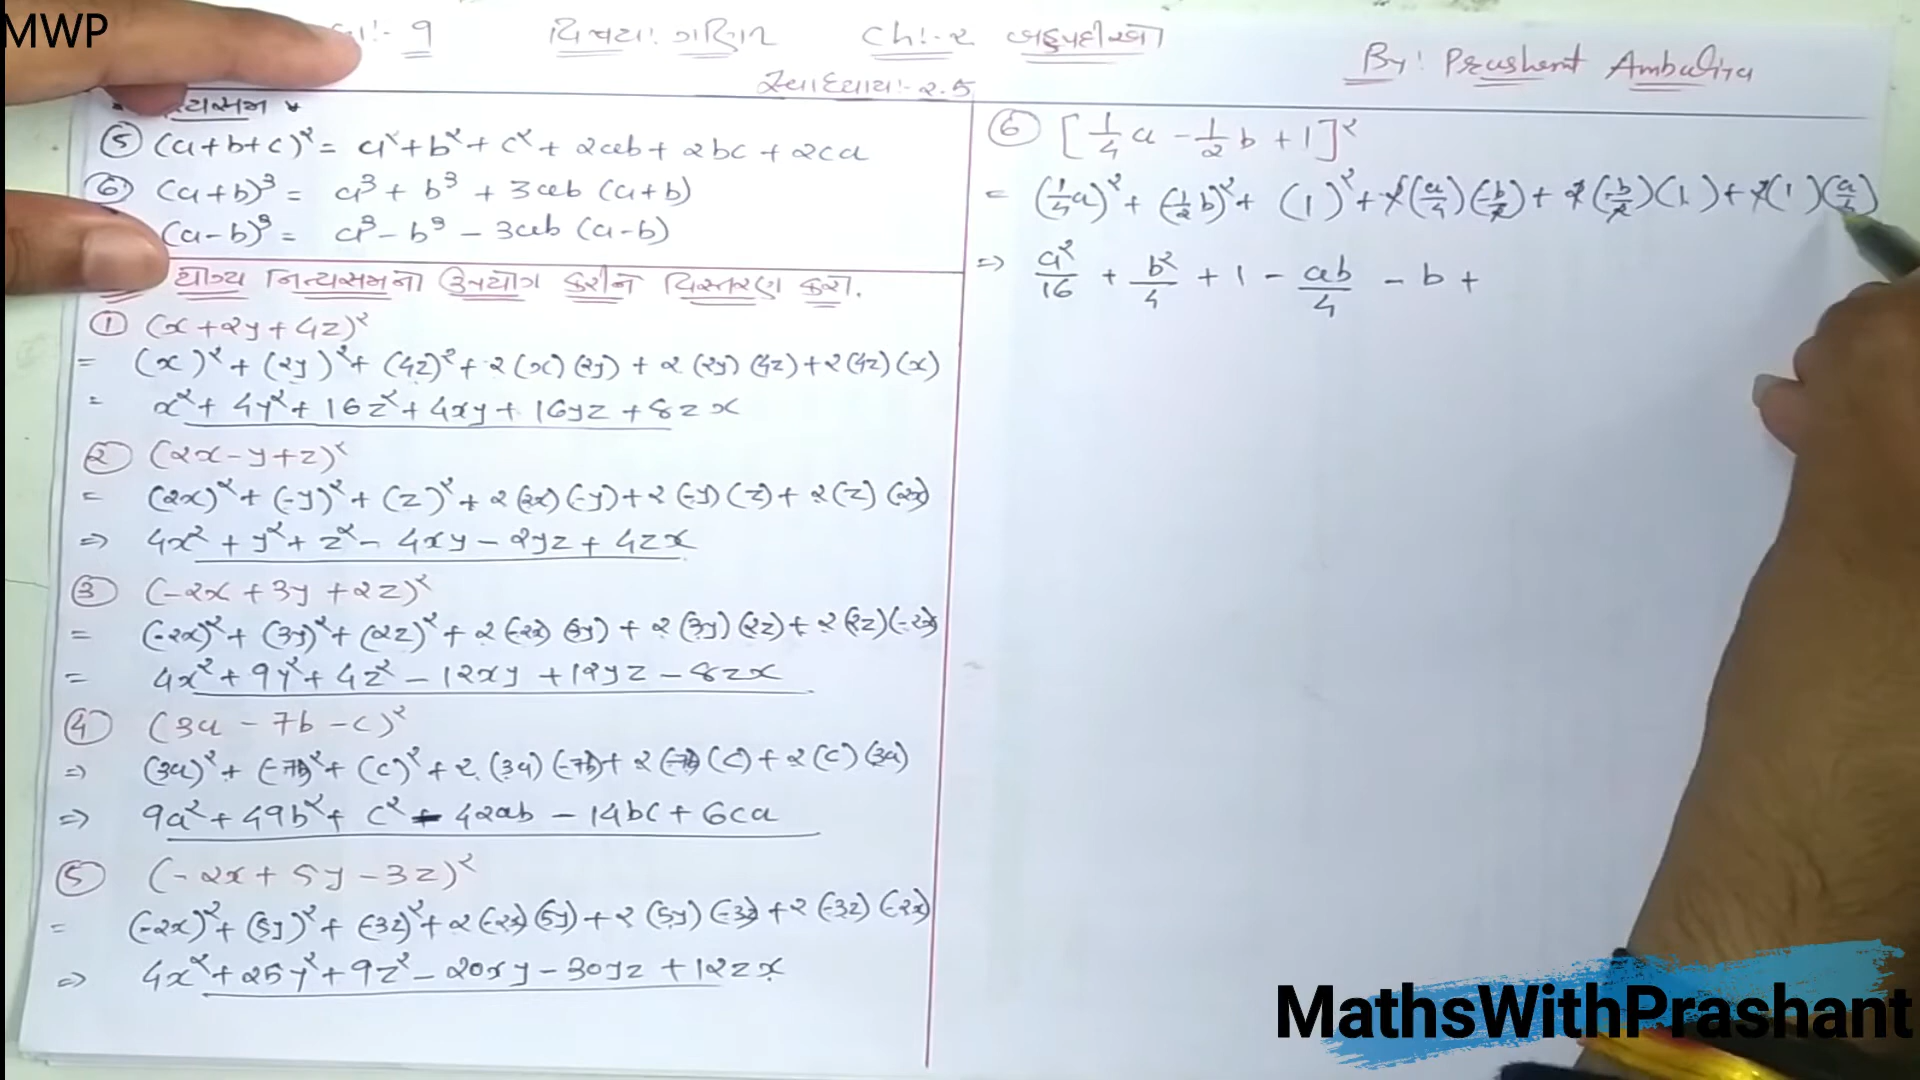 MWP
:- 9 વિષય: ગણિત Ch:- ૨ બહુપદીઓ
By: Prashant Ambaliya
સ્વાધ્યાય:- ૨.5
⑤ (a+b+c)² = a² + b² + c² + 2ab + 2bc + 2ca
⑥ (a+b)³ = a³ + b³ + 3ab (a+b)
(a-b)³ = a³ - b³ - 3ab (a-b)
યોગ્ય નિત્યસમનો ઉપયોગ કરીને વિસ્તરણ કરો.
① (x+2y+4z)²
= (x)² + (2y)² + (4z)² + 2(x)(2y) + 2(2y)(4z) + 2(4z)(x)
= x² + 4y² + 16z² + 4xy + 16yz + 8zx
② (2x-y+z)²
= (2x)² + (-y)² + (z)² + 2(2x)(-y) + 2(-y)(z) + 2(z)(2x)
⇒ 4x² + y² + z² - 4xy - 2yz + 4zx
③ (-2x+3y+2z)²
= (-2x)² + (3y)² + (2z)² + 2(-2x)(3y) + 2(3y)(2z) + 2(2z)(-2x)
= 4x² + 9y² + 4z² - 12xy + 12yz - 8zx
④ (3a - 7b - c)²
⇒ (3a)² + (-7b)² + (c)² + 2(3a)(-7b) + 2(-7b)(c) + 2(c)(3a)
⇒ 9a² + 49b² + c² - 42ab - 14bc + 6ca
⑤ (-2x + 5y - 3z)²
= (-2x)² + (5y)² + (-3z)² + 2(-2x)(5y) + 2(5y)(-3z) + 2(-3z)(-2x)
⇒ 4x² + 25y² + 9z² - 20xy - 30yz + 12zx
⑥ [1/4 a - 1/2 b + 1]²
= (1/4 a)² + (-1/2 b)² + (1)² + 2(a/4)(-b/2) + 2(-b/2)(1) + 2(1)(a/4)
⇒ a²/16 + b²/4 + 1 - ab/4 - b +
MathsWithPrashant